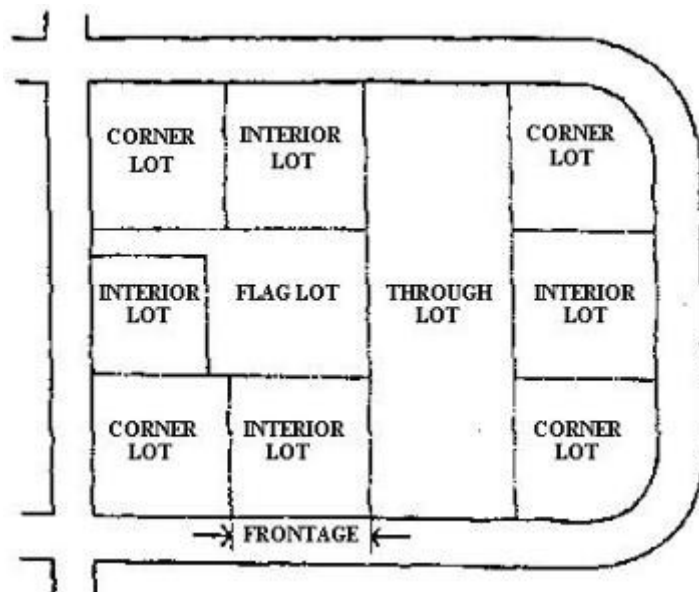 CORNER
LOT
INTERIOR
LOT
CORNER
LOT
INTERIOR
LOT
FLAG LOT
THROUGH
LOT
INTERIOR
LOT
CORNER
LOT
INTERIOR
LOT
CORNER
LOT
FRONTAGE